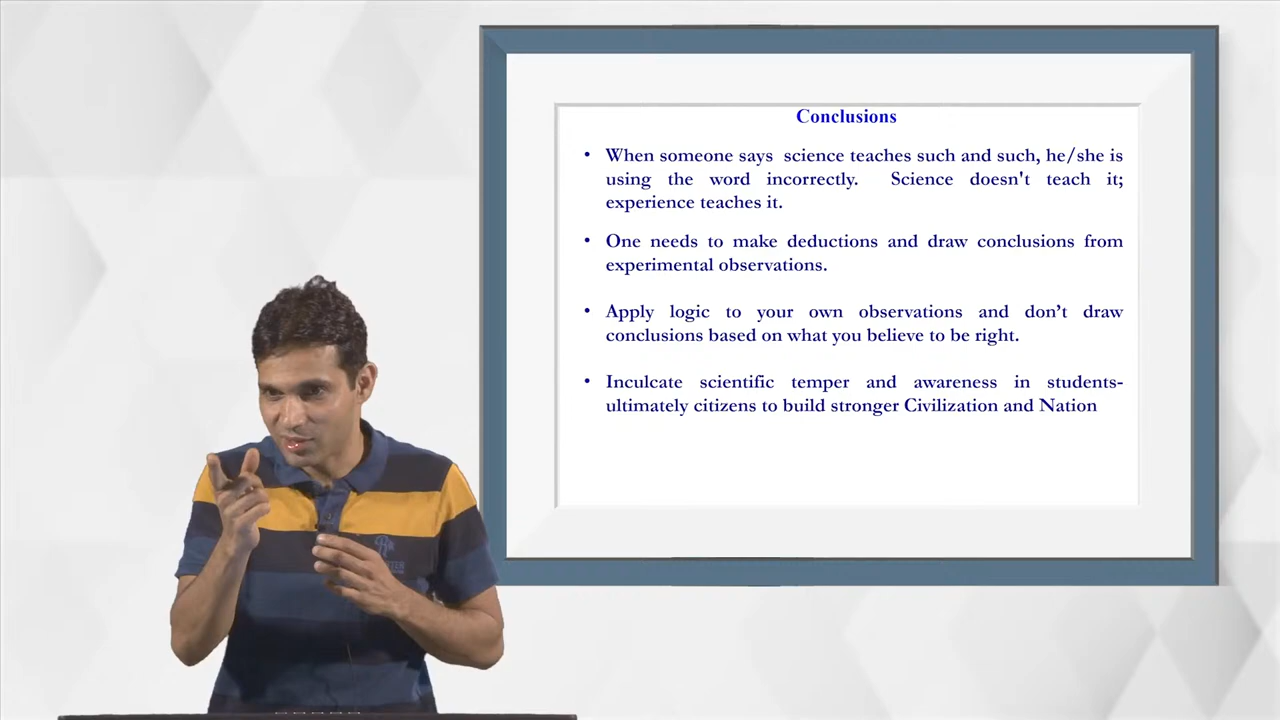 Conclusions
• When someone says science teaches such and such, he/she is
using the word incorrectly. Science doesn't teach it;
experience teaches it.
• One needs to make deductions and draw conclusions from
experimental observations.
• Apply logic to your own observations and don’t draw
conclusions based on what you believe to be right.
• Inculcate scientific temper and awareness in students-
ultimately citizens to build stronger Civilization and Nation